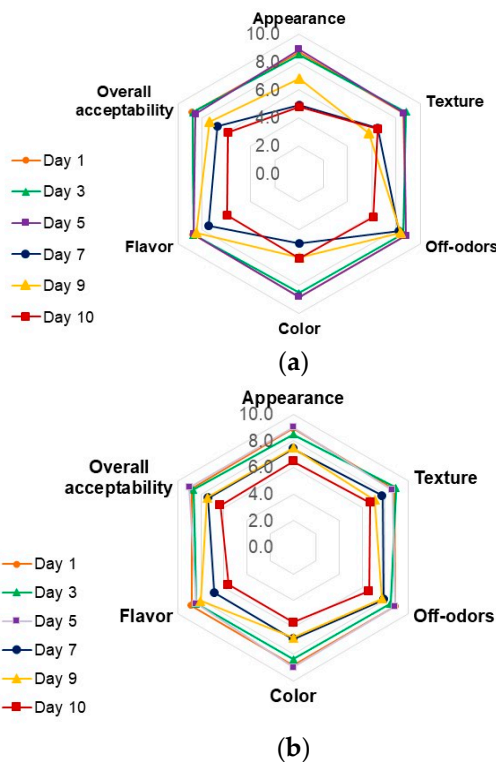 Appearance
10.0
8.0
6.0
4.0
2.0
0.0
Overall
acceptability
Texture
Day 1
Day 3
Day 5
Day 7
Day 9
Day 10
Flavor
Off-odors
Color
(a)
Appearance
10.0
8.0
6.0
4.0
2.0
0.0
Overall
acceptability
Texture
Day 1
Day 3
Day 5
Day 7
Day 9
Day 10
Flavor
Off-odors
Color
(b)